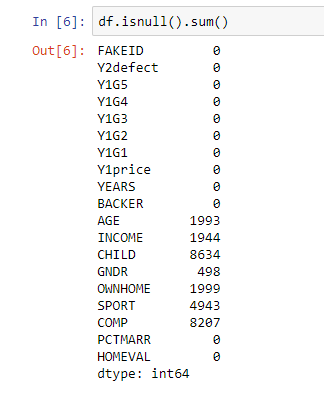 In [6]: df.isnull().sum()
Out[6]: FAKEID 0
Y2defect 0
Y1G5 0
Y1G4 0
Y1G3 0
Y1G2 0
Y1G1 0
Y1price 0
YEARS 0
BACKER 0
AGE 1993
INCOME 1944
CHILD 8634
GNDR 498
OWNHOME 1999
SPORT 4943
COMP 8207
PCTMARR 0
HOMEVAL 0
dtype: int64